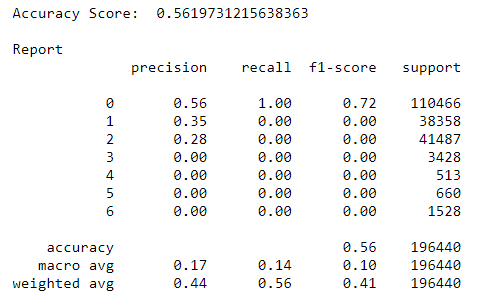 Accuracy Score:  0.5619731215638363
Report
precision    recall  f1-score   support
0       0.56      1.00      0.72    110466
1       0.35      0.00      0.00     38358
2       0.28      0.00      0.00     41487
3       0.00      0.00      0.00      3428
4       0.00      0.00      0.00       513
5       0.00      0.00      0.00       660
6       0.00      0.00      0.00      1528
accuracy                           0.56    196440
macro avg       0.17      0.14      0.10    196440
weighted avg       0.44      0.56      0.41    196440